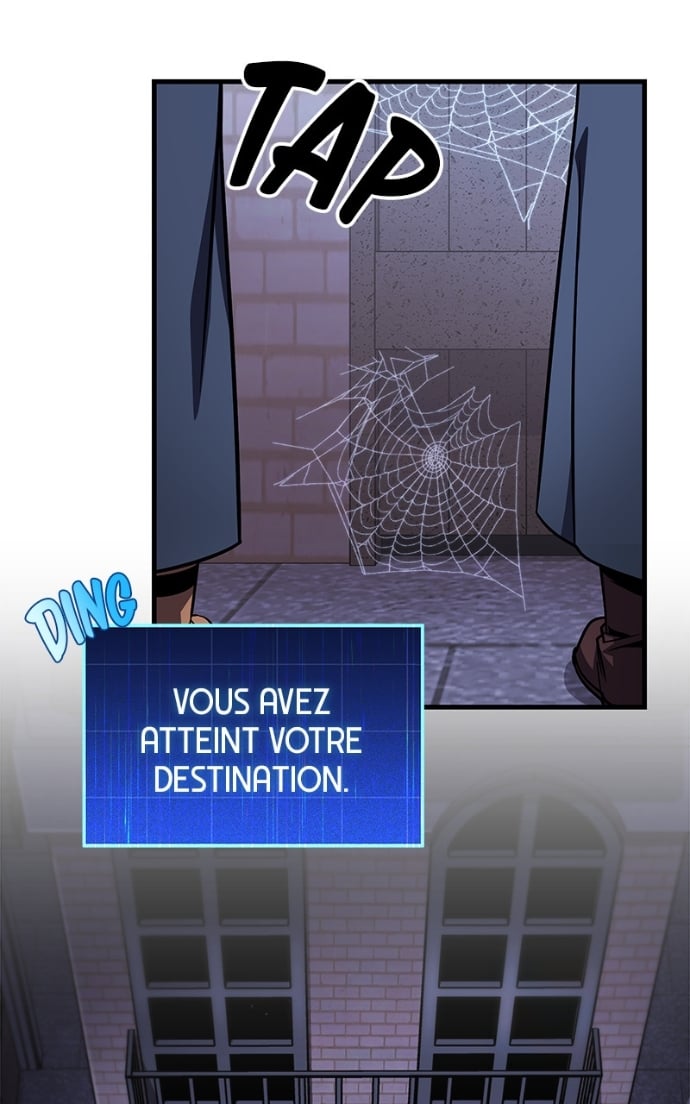 TAP
DING
VOUS AVEZ
ATTEINT VOTRE
DESTINATION.